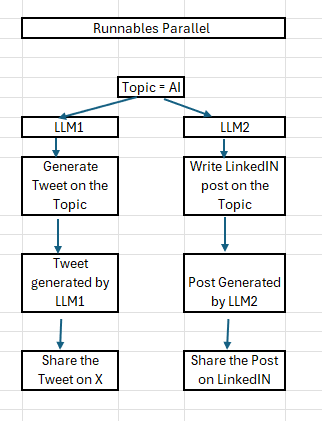 Runnables Parallel
Topic = AI
LLM1
LLM2
Generate
Tweet on the
Topic
Write LinkedIN
post on the
Topic
Tweet
generated by
LLM1
Post Generated
by LLM2
Share the
Tweet on X
Share the Post
on LinkedIN